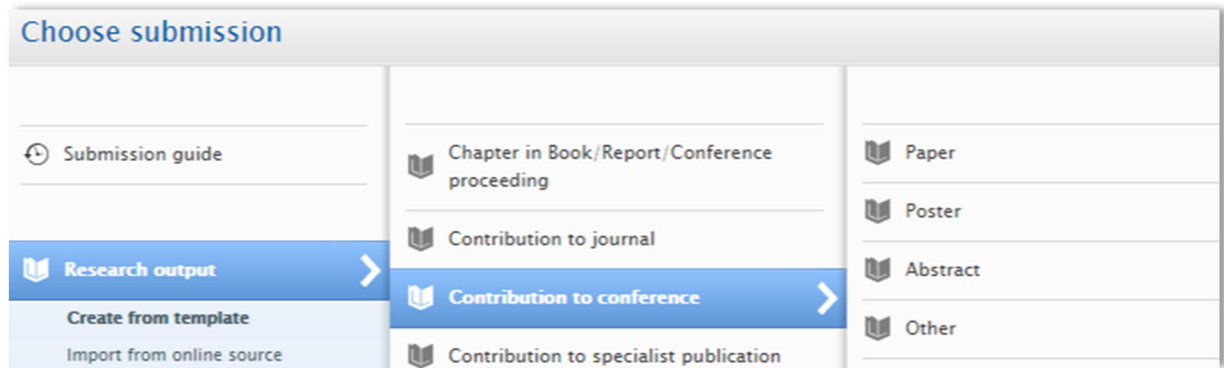 Choose submission
Submission guide
Research output
Create from template
Import from online source
Chapter in Book/Report/Conference
proceeding
Contribution to journal
Contribution to conference
Contribution to specialist publication
Paper
Poster
Abstract
Other